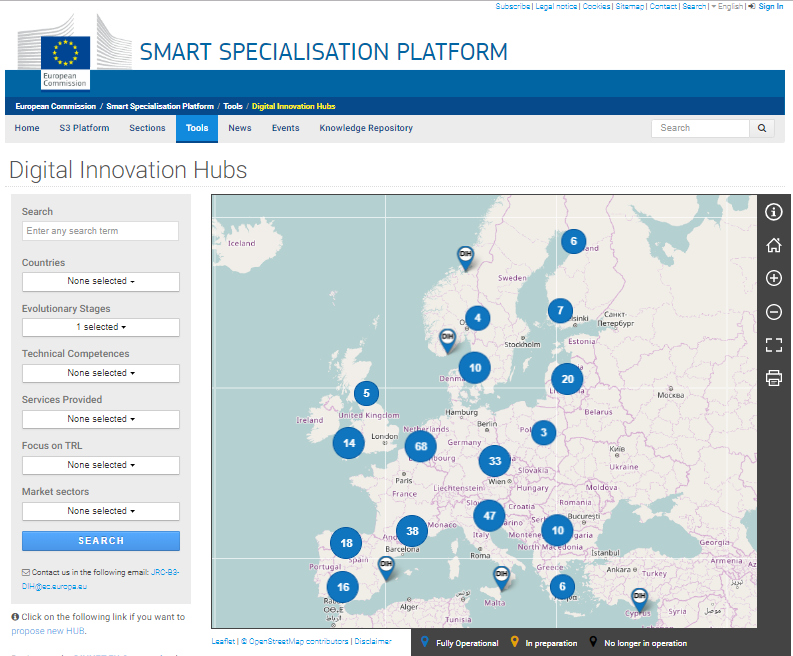 Subscribe | Legal notice | Cookies | Sitemap | Contact | Search | English | Sign In
European
Commission
SMART SPECIALISATION PLATFORM
European Commission / Smart Specialisation Platform / Tools / Digital Innovation Hubs
Home S3 Platform Sections Tools News Events Knowledge Repository Search
Digital Innovation Hubs
Search
Enter any search term
Countries
None selected
Evolutionary Stages
1 selected
Technical Competences
None selected
Services Provided
None selected
Focus on TRL
None selected
Market sectors
None selected
SEARCH
Contact us in the following email: JRC-B3-
DIH@ec.europa.eu
Click on the following link if you want to
propose new HUB.
Iceland
6
DIH
Sweden
7
4
Санкт-
Петербург
DIH
Stockholm
Estonia
10
20
Москва
5
Hamburg
Belarus
Ireland
United Kingdom
Berlin
14
London
Netherlands
68
Germany
3
Київ
33
Ukraine
Paris
Wien
Slovakia
France
Liechtenstein
Hungary
Moldova
Croatia
Romania
47
București
38
Monaco
Italy
10
Georgia
18
Barcelona
North Macedonia
Istanbul
Portugal
Spain
DIH
Roma
Greece
Ankara
Turkey
16
DIH
6
DIH
Malta
Alger
Tunisia
Cyprus
Syria
Leaflet | © OpenStreetMap contributors | Disclaimer
Fully Operational In preparation No longer in operation